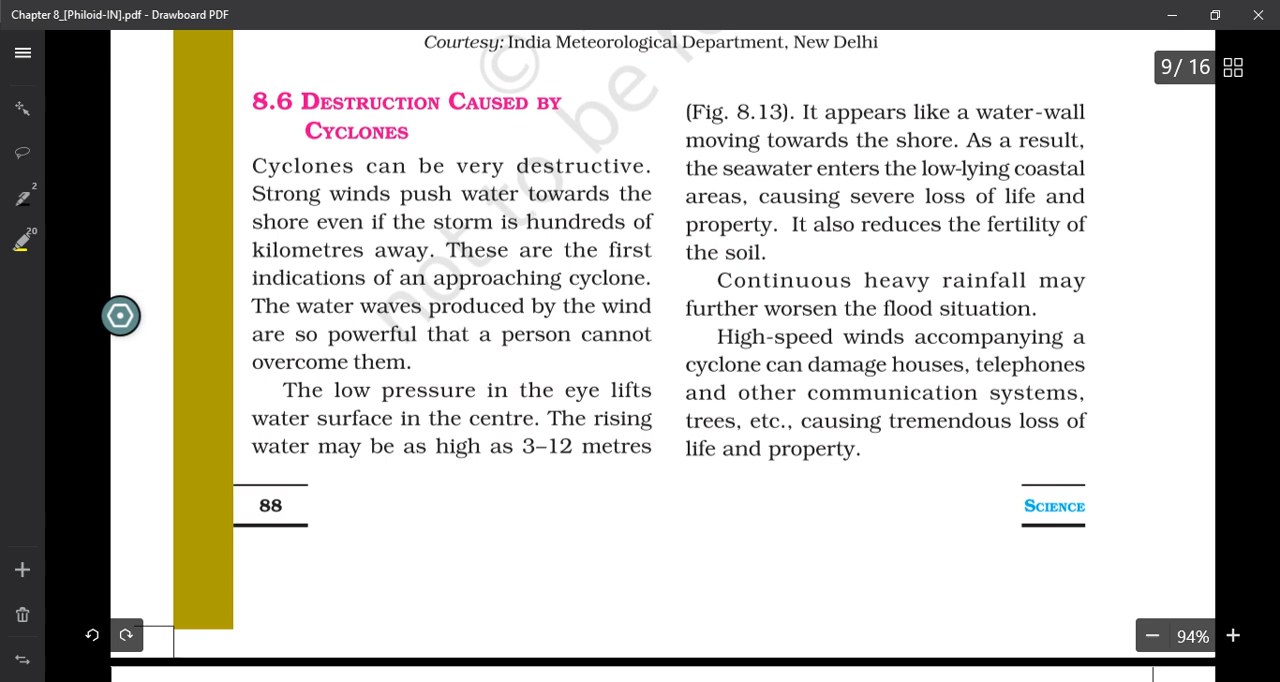 Chapter 8_[Philoid-IN].pdf - Drawboard PDF
Courtesy: India Meteorological Department, New Delhi
9/ 16
8.6 DESTRUCTION CAUSED BY
CYCLONES
Cyclones can be very destructive.
Strong winds push water towards the
shore even if the storm is hundreds of
kilometres away. These are the first
indications of an approaching cyclone.
The water waves produced by the wind
are so powerful that a person cannot
overcome them.
The low pressure in the eye lifts
water surface in the centre. The rising
water may be as high as 3–12 metres
(Fig. 8.13). It appears like a water-wall
moving towards the shore. As a result,
the seawater enters the low-lying coastal
areas, causing severe loss of life and
property. It also reduces the fertility of
the soil.
Continuous heavy rainfall may
further worsen the flood situation.
High-speed winds accompanying a
cyclone can damage houses, telephones
and other communication systems,
trees, etc., causing tremendous loss of
life and property.
88
SCIENCE
©
not to be
2
20
94%